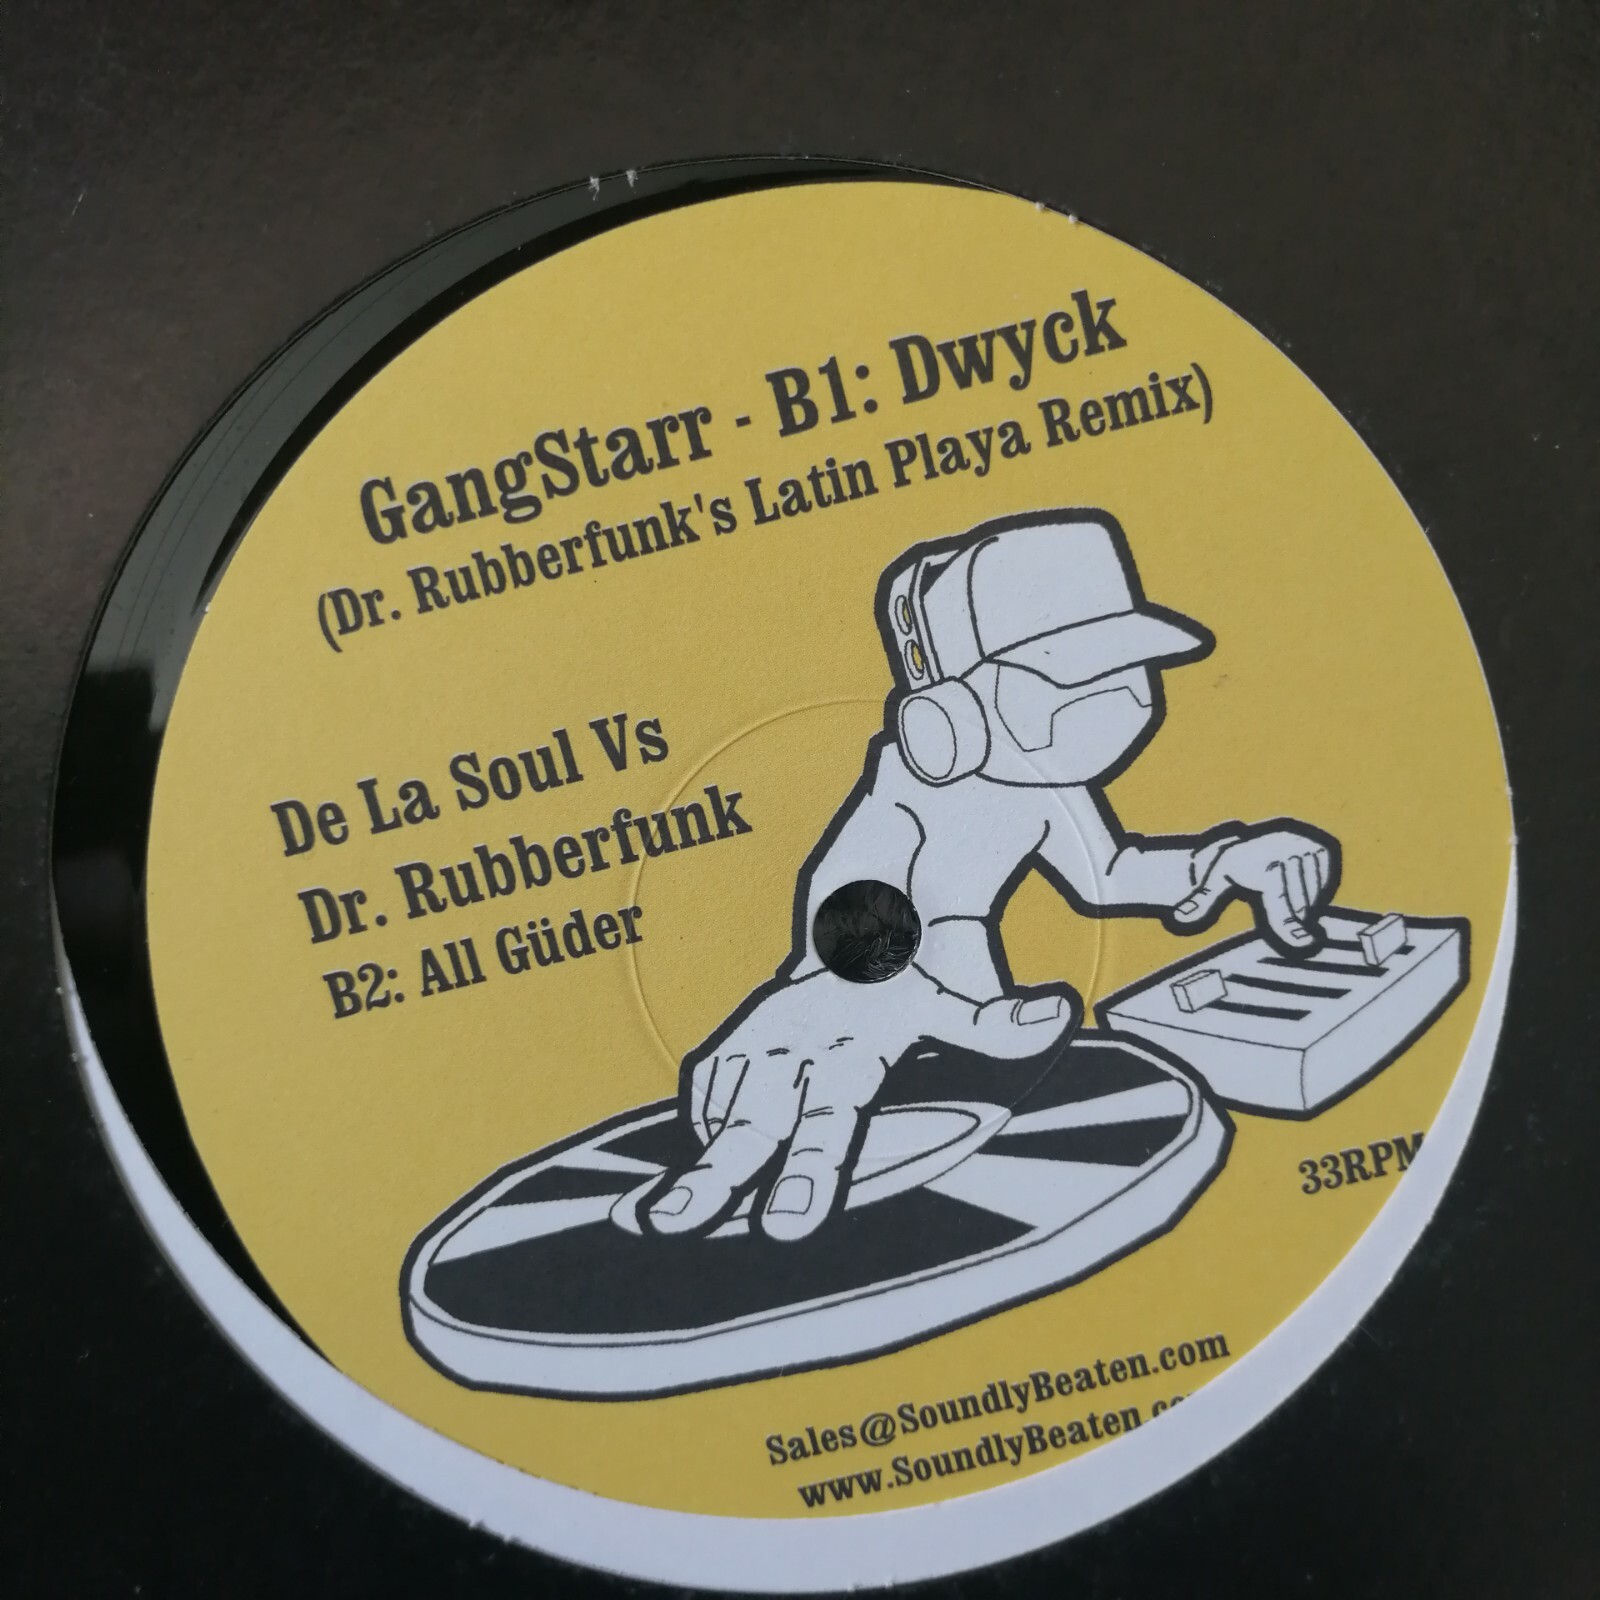 GangStarr - B1: Dwyck
(Dr. Rubberfunk's Latin Playa Remix)
De La Soul Vs
Dr. Rubberfunk
B2: All Güder
33RPM
Sales@SoundlyBeaten.com
www.SoundlyBeaten.co